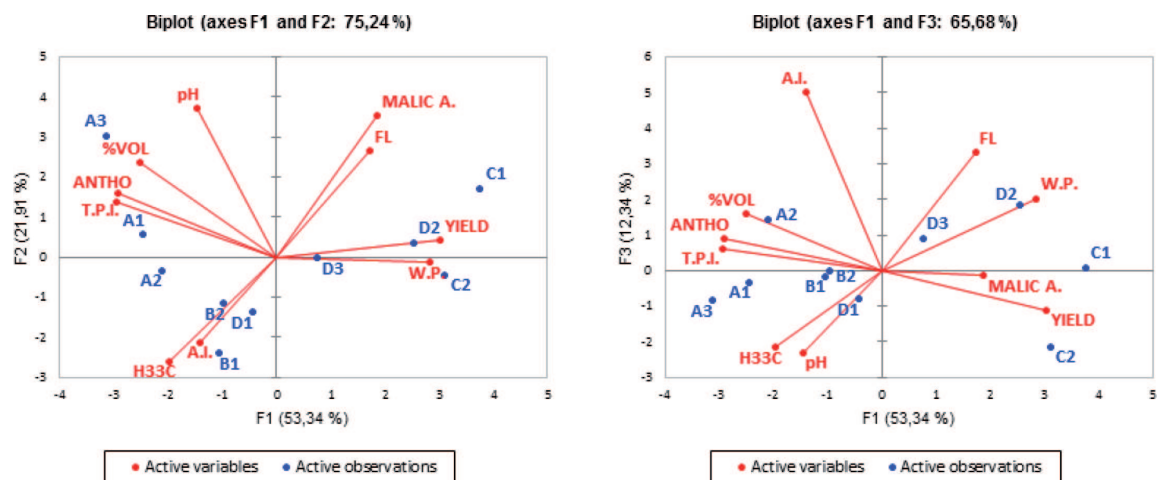 Biplot (axes F1 and F2: 75,24 %)
5
4
3
2
1
0
-1
-2
-3
F2 (21,91 %)
pH
MALIC A.
A3
FL
%VOL
C1
ANTHO
T.P.I.
A1
D2
YIELD
D3
W.P.
A2
C2
B2
D1
A.I.
B1
H33C
-4 -3 -2 -1 0 1 2 3 4 5
F1 (53,34 %)
Active variables Active observations
Biplot (axes F1 and F3: 65,68 %)
6
5
4
3
2
1
0
-1
-2
-3
F3 (12,34 %)
A.I.
FL
D2
W.P.
%VOL
A2
ANTHO
D3
T.P.I.
C1
B2
B1
MALIC A.
A1
A3
D1
YIELD
H33C
pH
C2
-4 -3 -2 -1 0 1 2 3 4 5
F1 (53,34 %)
Active variables Active observations